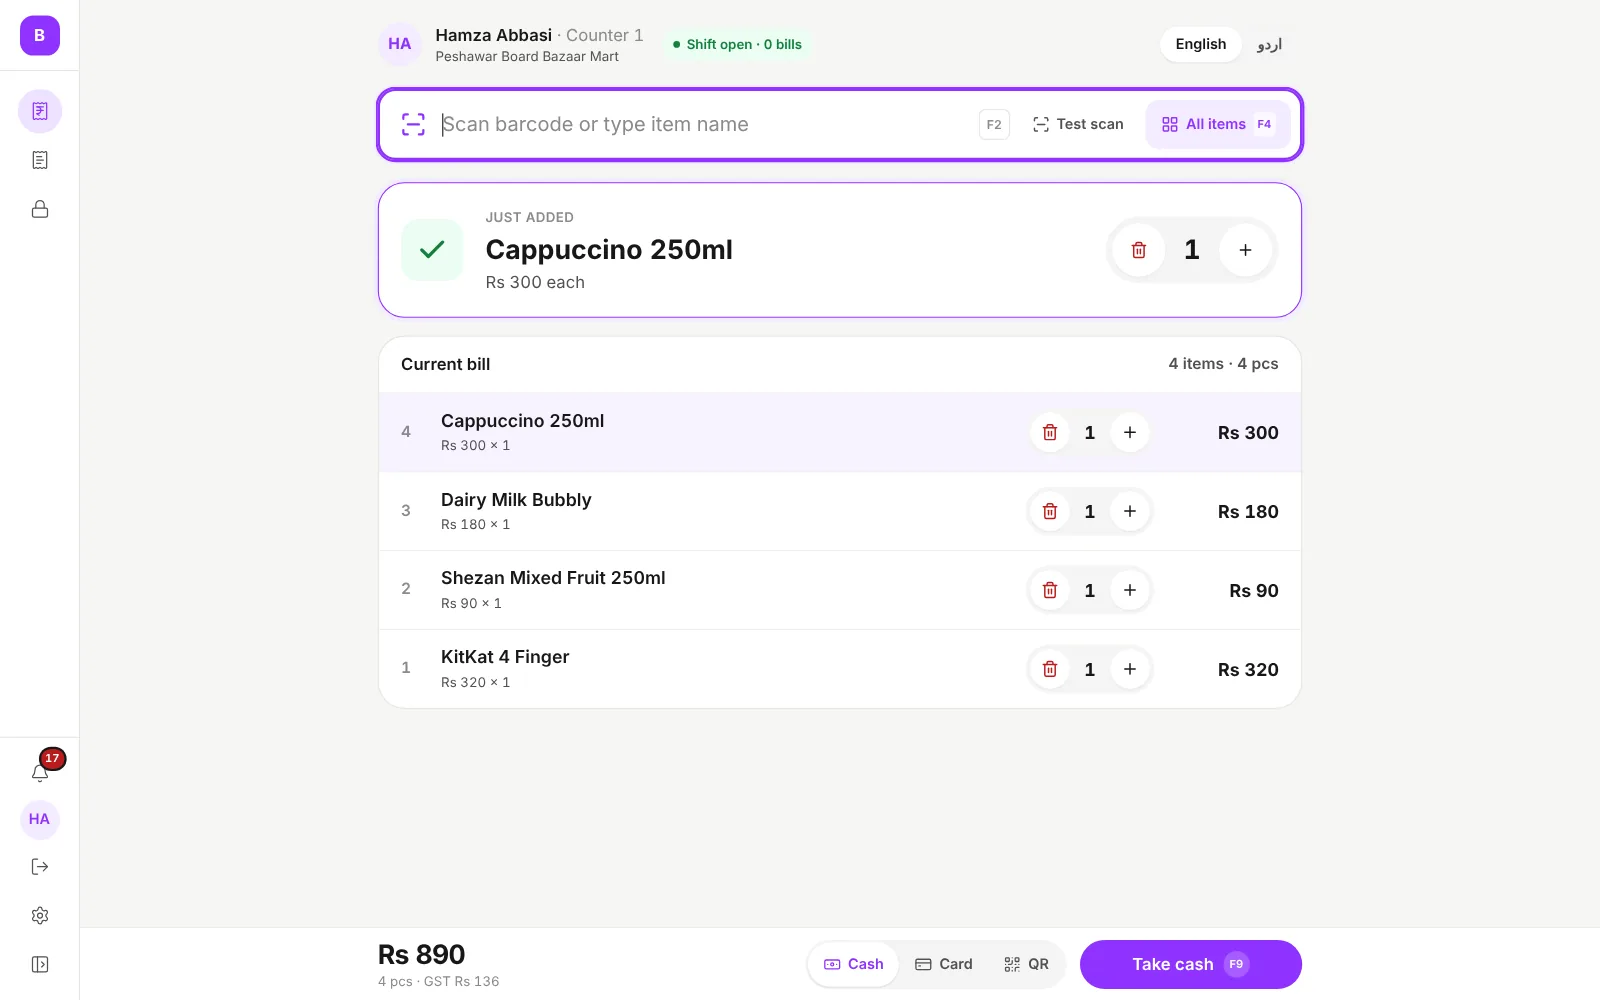 B
HA
Hamza Abbasi · Counter 1
Peshawar Board Bazaar Mart
Shift open · 0 bills
English
اردو
Scan barcode or type item name
F2
Test scan
All items
F4
JUST ADDED
Cappuccino 250ml
Rs 300 each
1
Current bill
4 items · 4 pcs
4
Cappuccino 250ml
Rs 300 × 1
1
Rs 300
3
Dairy Milk Bubbly
Rs 180 × 1
1
Rs 180
2
Shezan Mixed Fruit 250ml
Rs 90 × 1
1
Rs 90
1
KitKat 4 Finger
Rs 320 × 1
1
Rs 320
17
HA
Rs 890
4 pcs · GST Rs 136
Cash
Card
QR
Take cash
F9